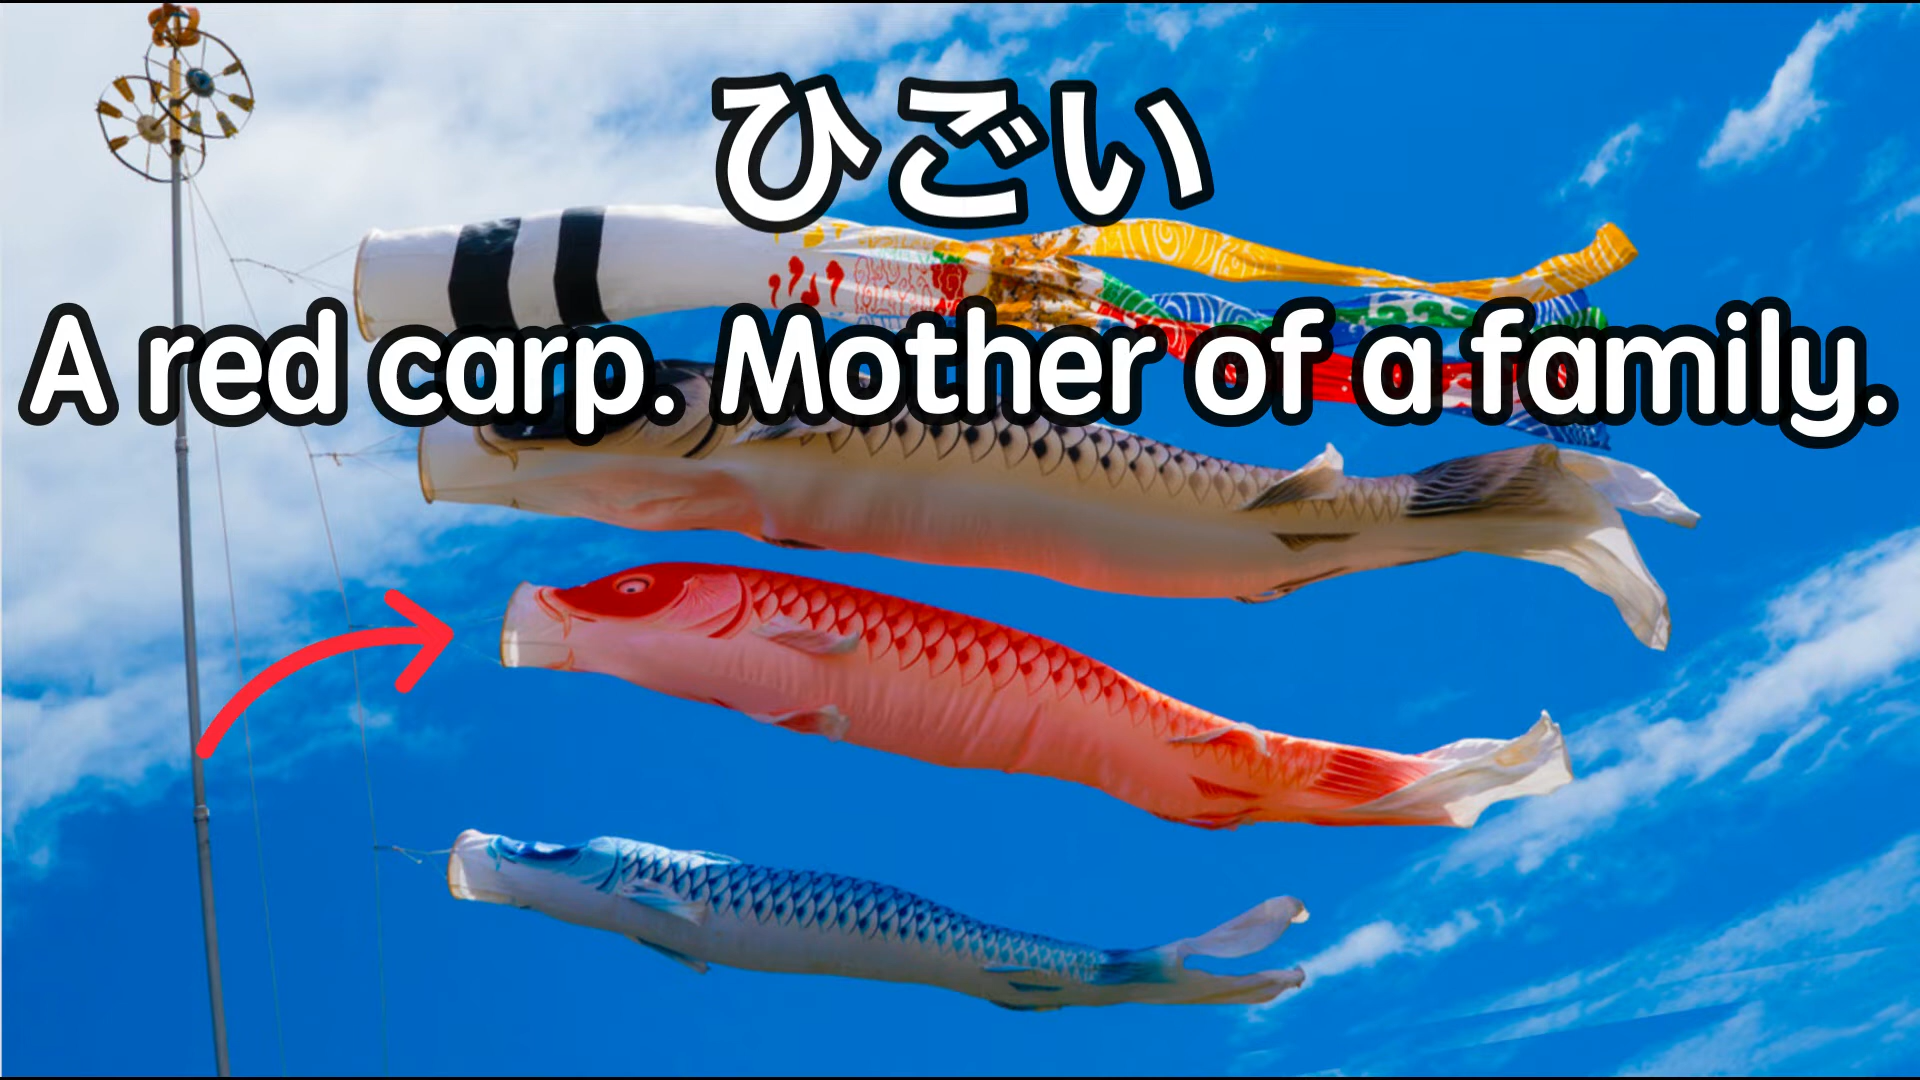 ひごい
A red carp. Mother of a family.